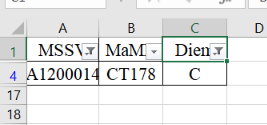 A B C D
1 MSSV MaM Diem
4 A1200014 CT178 C
17
18